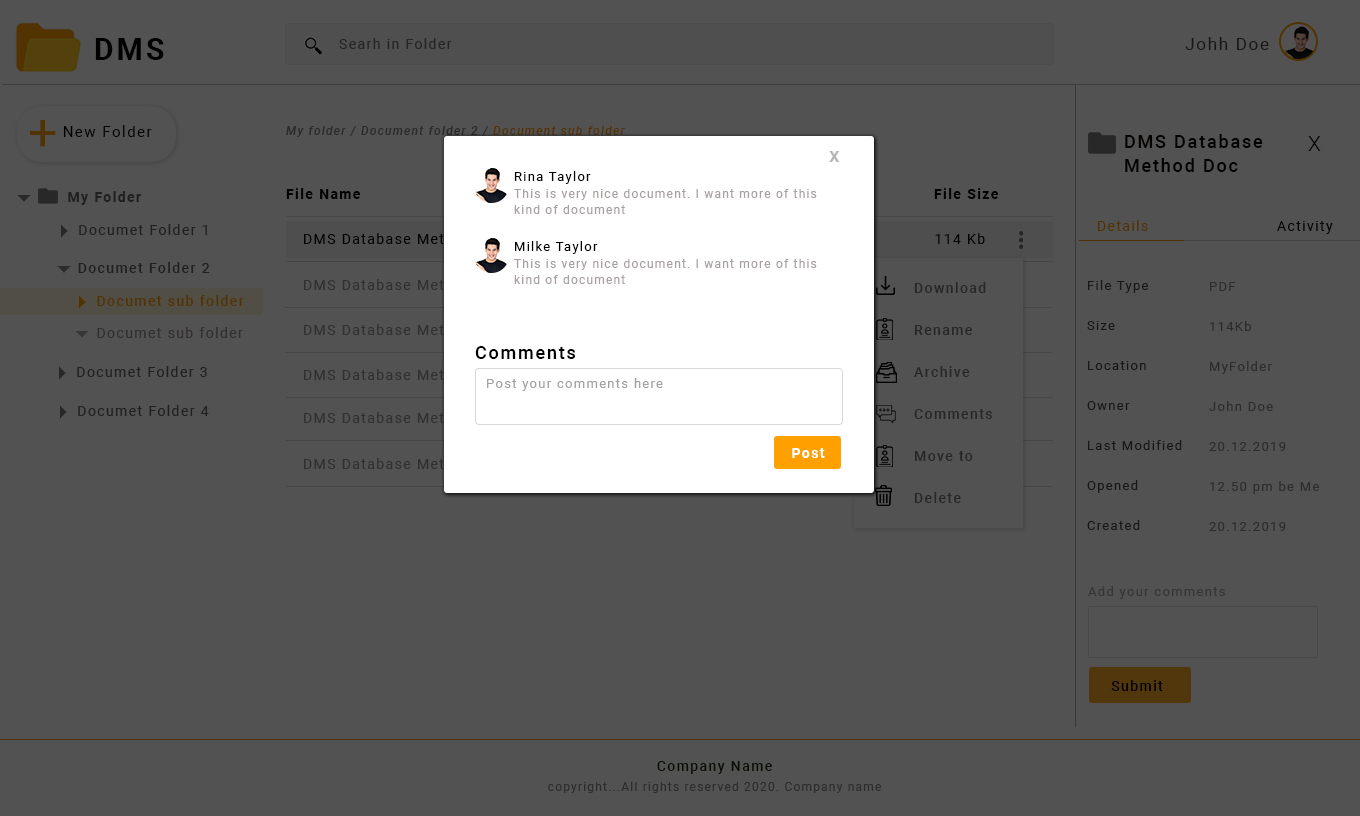 DMS
Searh in Folder
Johh Doe
New Folder
My Folder
Documet Folder 1
Documet Folder 2
Documet sub folder
Documet sub folder
Documet Folder 3
Documet Folder 4
My folder / Document folder 2 / Document sub folder
File Name
File Size
DMS Database Met
114 Kb
DMS Database Met
DMS Database Met
DMS Database Met
DMS Database Met
DMS Database Met
Download
Rename
Archive
Comments
Move to
Delete
X
Rina Taylor
This is very nice document. I want more of this
kind of document
Milke Taylor
This is very nice document. I want more of this
kind of document
Comments
Post your comments here
Post
DMS Database
Method Doc
X
Details
Activity
File Type
PDF
Size
114Kb
Location
MyFolder
Owner
John Doe
Last Modified
20.12.2019
Opened
12.50 pm be Me
Created
20.12.2019
Add your comments
Submit
Company Name
copyright...All rights reserved 2020. Company name